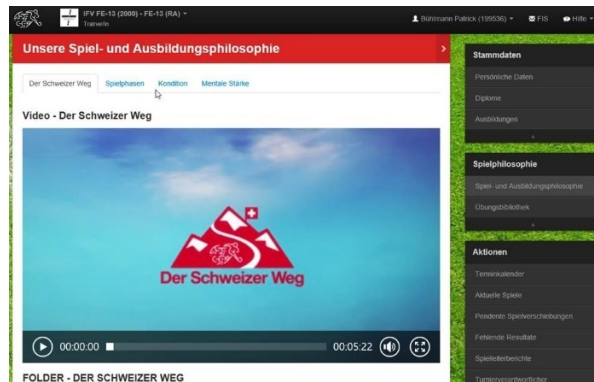 IFV FE-13 (2000) - FE-13 (RA)
Trainer/in
Bühlmann Patrick (199536)
FIS
Hilfe
Unsere Spiel- und Ausbildungsphilosophie
Der Schweizer Weg
Spielphasen
Kondition
Mentale Stärke
Video - Der Schweizer Weg
Der Schweizer Weg
00:00:00
00:05:22
FOLDER - DER SCHWEIZER WEG
Stammdaten
Persönliche Daten
Diplome
Ausbildungen
Spielphilosophie
Spiel- und Ausbildungsphilosophie
Übungsbibliothek
Aktionen
Terminkalender
Aktuelle Spiele
Pendente Spielverschiebungen
Fehlende Resultate
Spielleiterberichte
Turnierverantwortlicher